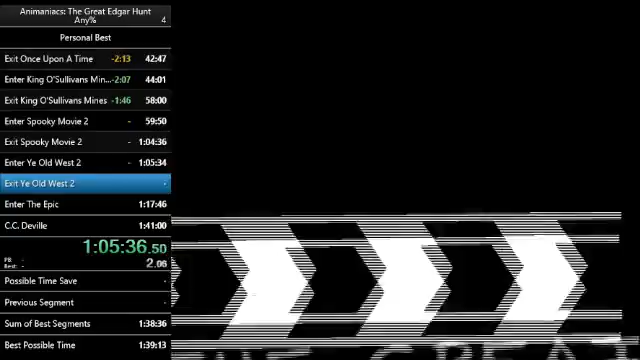 Animaniacs: The Great Edgar Hunt
Any% 4
Personal Best
Exit Once Upon A Time -2:13 42:47
Enter King O'Sullivans Min... -2:07 44:01
Exit King O'Sullivans Mines -1:46 58:00
Enter Spooky Movie 2 - 59:50
Exit Spooky Movie 2 - 1:04:36
Enter Ye Old West 2 - 1:05:34
Exit Ye Old West 2 -
Enter The Epic 1:17:46
C.C. Deville 1:41:00
1:05:36.50
PB: -
Best: - 2.06
Possible Time Save -
Previous Segment -
Sum of Best Segments 1:38:36
Best Possible Time 1:39:13